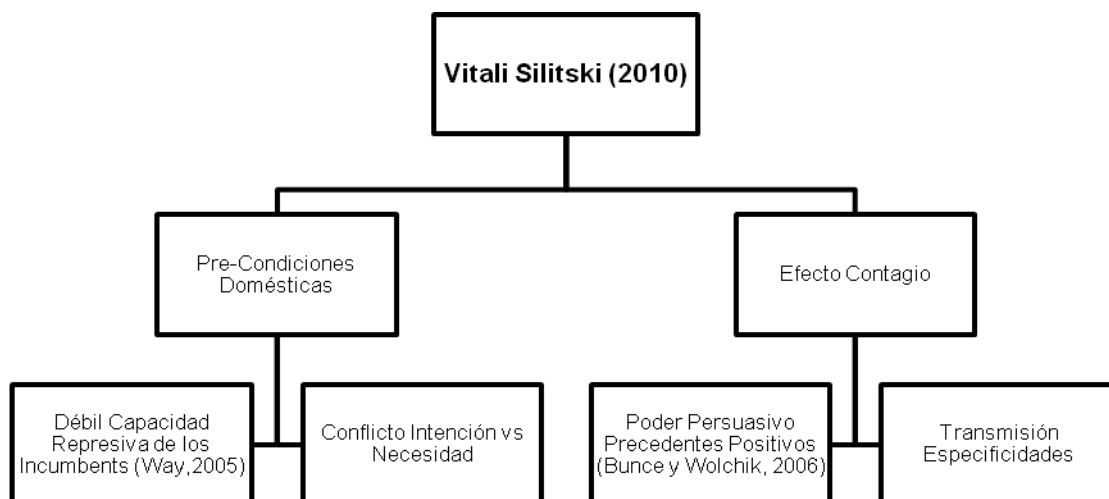 Vitali Silitski (2010)
Pre-Condiciones
Domésticas
Efecto Contagio
Débil Capacidad
Represiva de los
Incumbents (Way,2005)
Conflicto Intención vs
Necesidad
Poder Persuasivo
Precedentes Positivos
(Bunce y Wolchik, 2006)
Transmisión
Especificidades